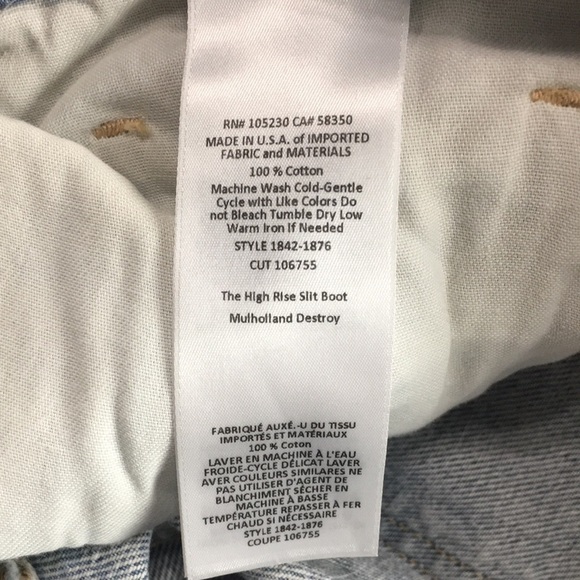 RN# 105230 CA# 58350
MADE IN U.S.A. of IMPORTED
FABRIC and MATERIALS
100 % Cotton
Machine Wash Cold-Gentle
Cycle with Like Colors Do
not Bleach Tumble Dry Low
Warm Iron If Needed
STYLE 1842-1876
CUT 106755
The High Rise Slit Boot
Mulholland Destroy
FABRIQUÉ AUXÉ.-U DU TISSU
IMPORTÉS ET MATÉRIAUX
100 % Coton
LAVER EN MACHINE À L'EAU
FROIDE-CYCLE DÉLICAT LAVER
AVER COULEURS SIMILARES NE
PAS UTILISER D'AGENT DE
BLANCHIMENT SÉCHER EN
MACHINE À BASSE
TEMPÉRATURE REPASSER À FER
CHAUD SI NÉCESSAIRE
STYLE 1842-1876
COUPE 106755